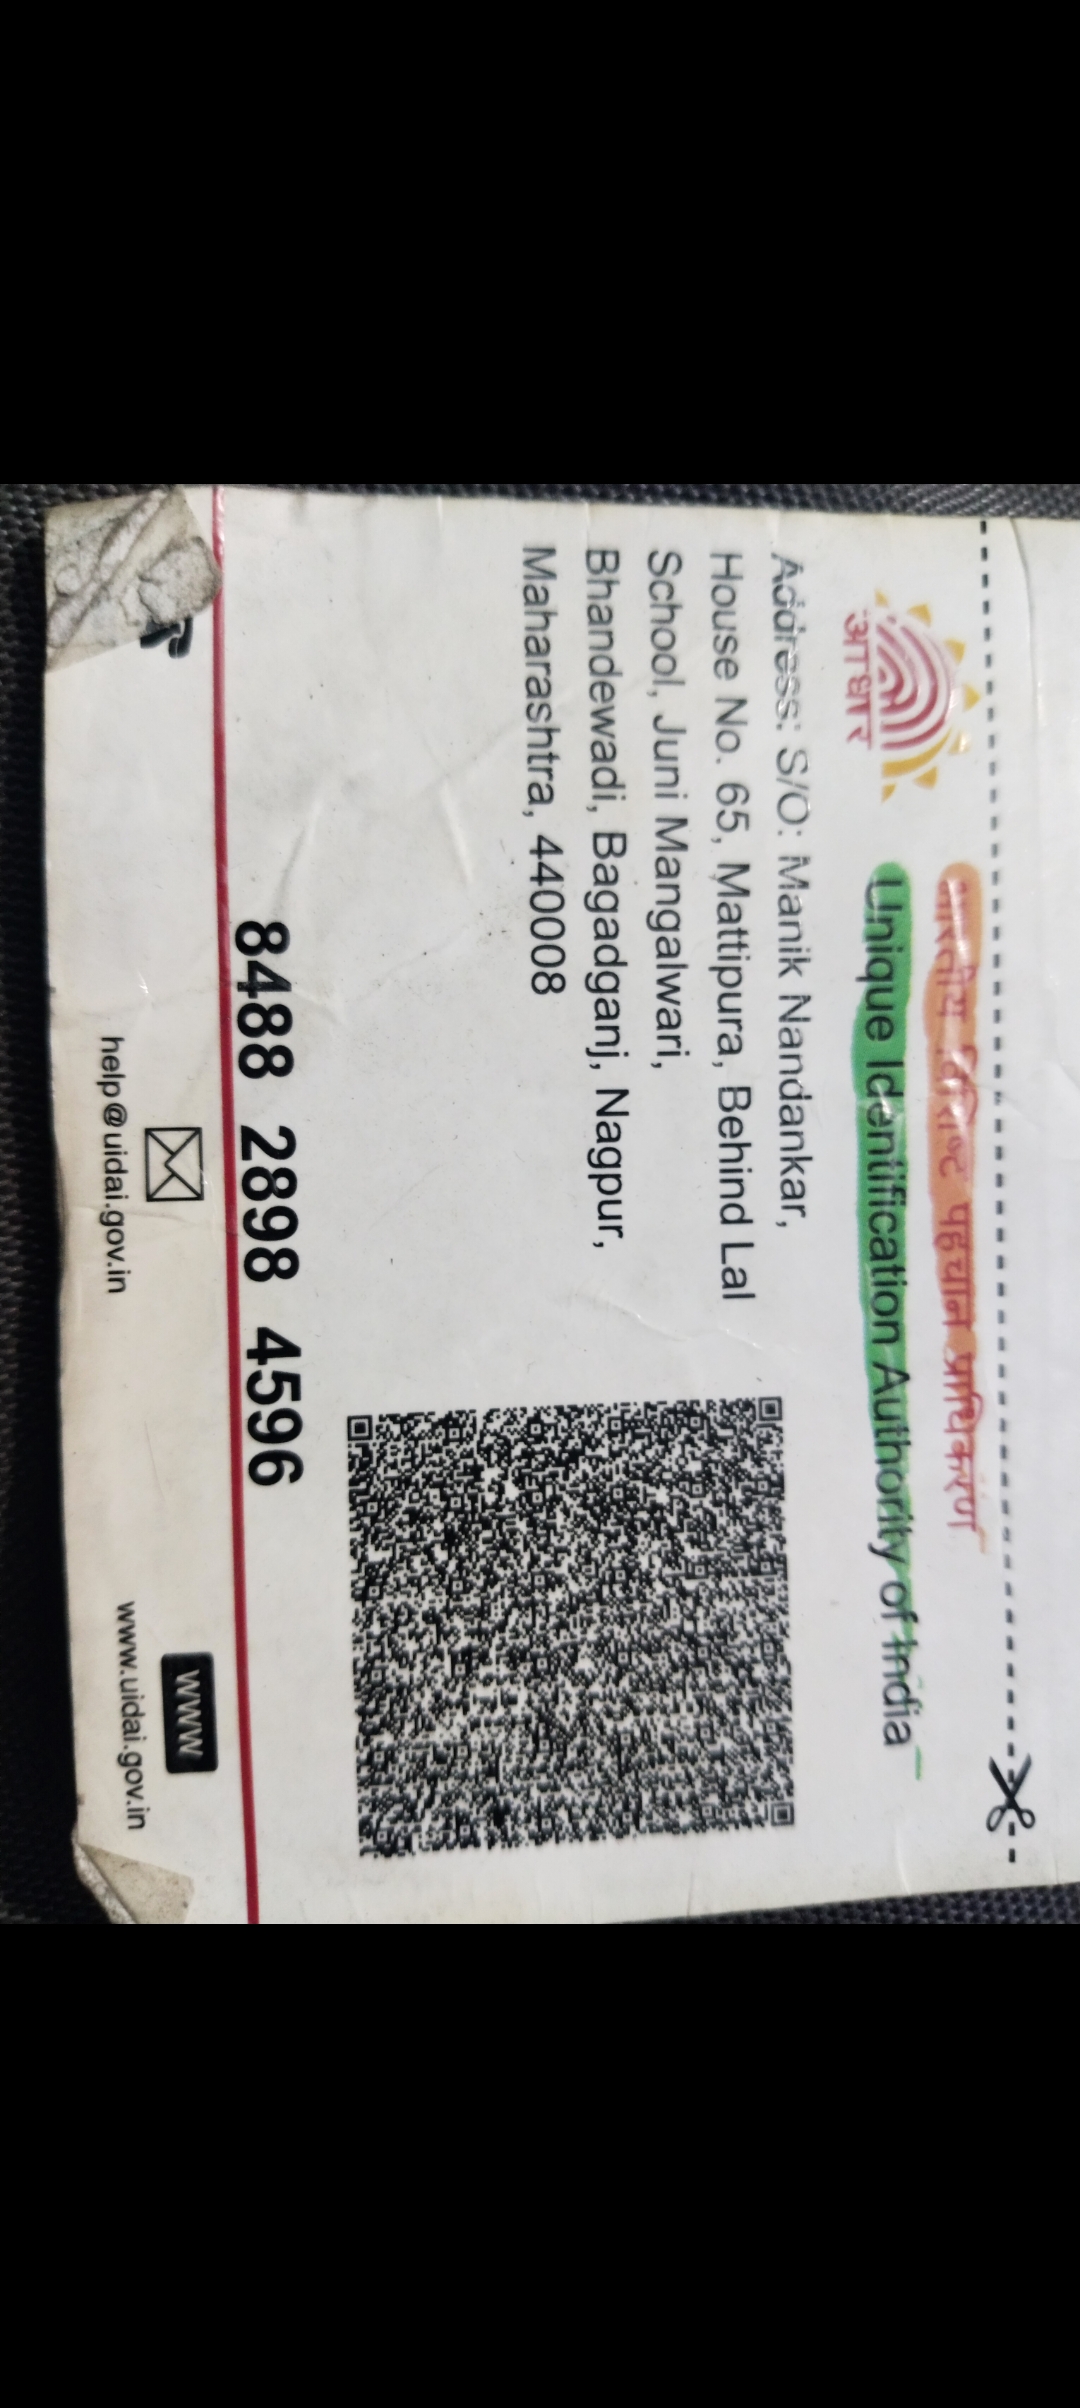 भारतीय विशिष्ट पहचान प्राधिकरण
Unique Identification Authority of India
आधार
Address: S/O: Manik Nandankar,
House No. 65, Mattipura, Behind Lal
School, Juni Mangalwari,
Bhandewadi, Bagadganj, Nagpur,
Maharashtra, 440008
8488 2898 4596
www
help@uidai.gov.in
www.uidai.gov.in